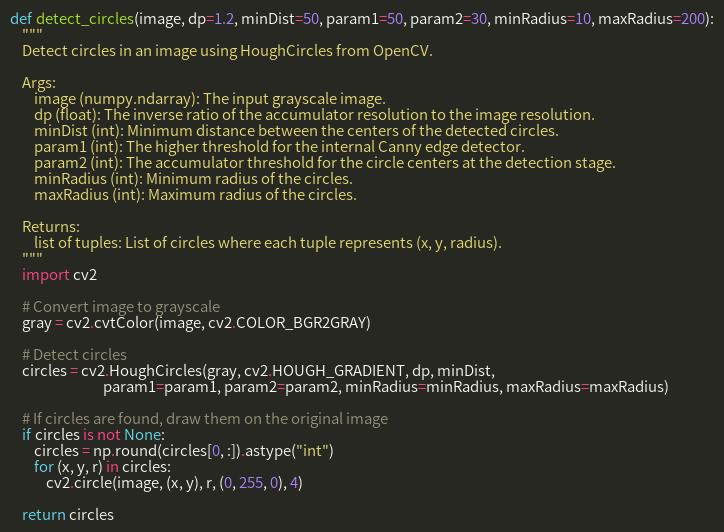 def detect_circles(image, dp=1.2, minDist=50, param1=50, param2=30, minRadius=10, maxRadius=200):
    """
    Detect circles in an image using HoughCircles from OpenCV.

    Args:
        image (numpy.ndarray): The input grayscale image.
        dp (float): The inverse ratio of the accumulator resolution to the image resolution.
        minDist (int): Minimum distance between the centers of the detected circles.
        param1 (int): The higher threshold for the internal Canny edge detector.
        param2 (int): The accumulator threshold for the circle centers at the detection stage.
        minRadius (int): Minimum radius of the circles.
        maxRadius (int): Maximum radius of the circles.

    Returns:
        list of tuples: List of circles where each tuple represents (x, y, radius).
    """
    import cv2

    # Convert image to grayscale
    gray = cv2.cvtColor(image, cv2.COLOR_BGR2GRAY)

    # Detect circles
    circles = cv2.HoughCircles(gray, cv2.HOUGH_GRADIENT, dp, minDist,
                               param1=param1, param2=param2, minRadius=minRadius, maxRadius=maxRadius)

    # If circles are found, draw them on the original image
    if circles is not None:
        circles = np.round(circles[0, :]).astype("int")
        for (x, y, r) in circles:
            cv2.circle(image, (x, y), r, (0, 255, 0), 4)

    return circles